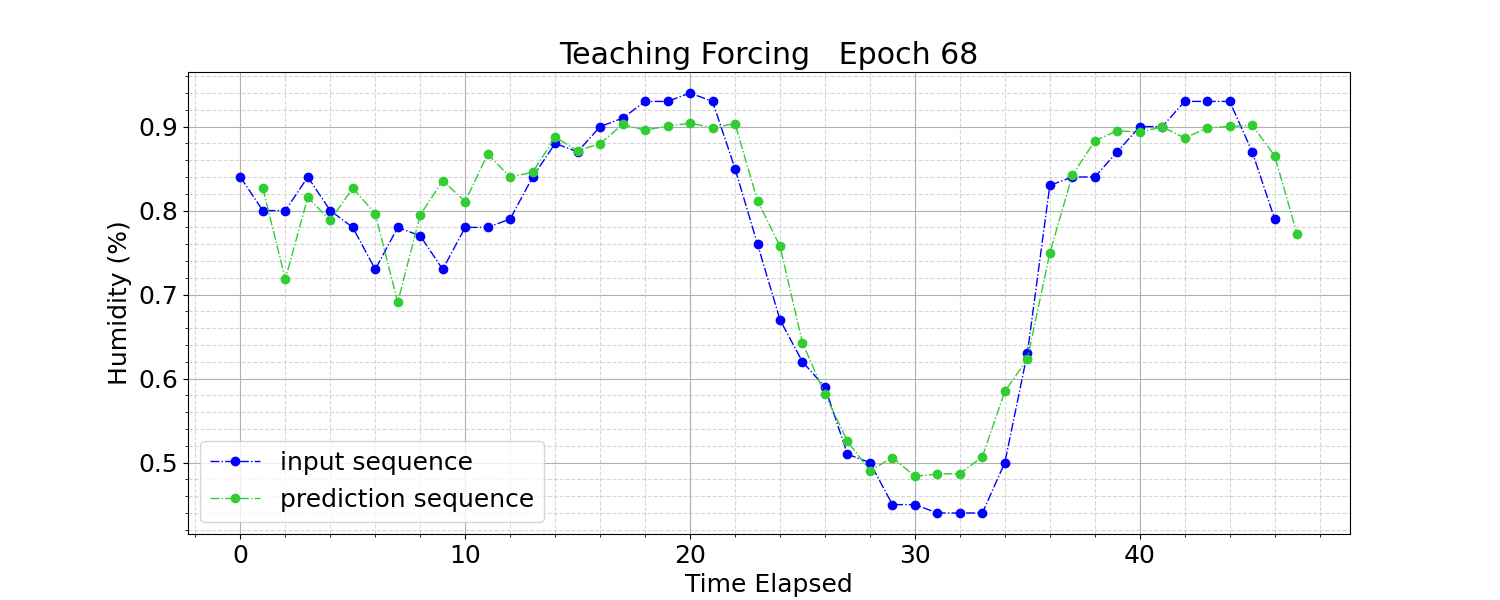 Teaching Forcing   Epoch 68
Humidity (%)
0.9
0.8
0.7
0.6
0.5
input sequence
prediction sequence
0 10 20 30 40
Time Elapsed